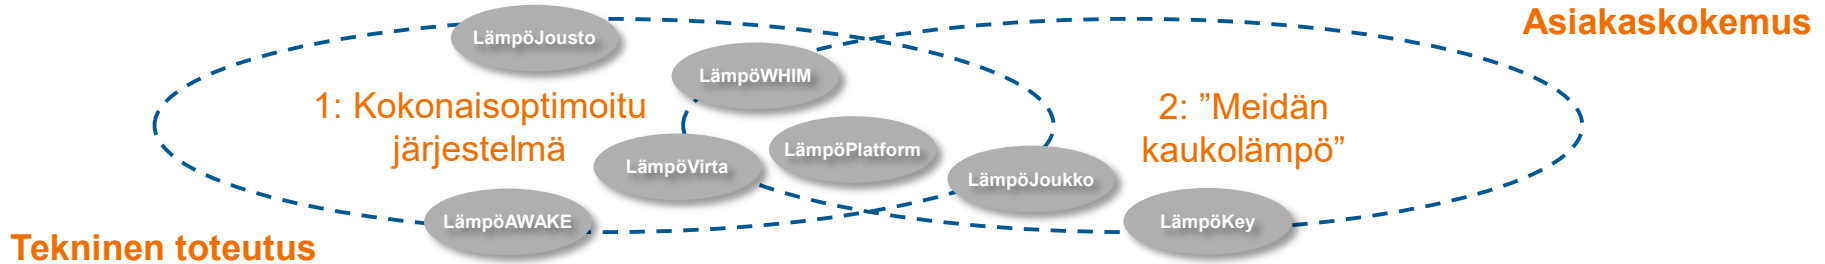 Asiakaskokemus
LämpöJousto
LämpöWHIM
1: Kokonaisoptimoitu
järjestelmä
2: ”Meidän
kaukolämpö”
LämpöVirta
LämpöPlatform
LämpöJoukko
LämpöAWAKE
LämpöKey
Tekninen toteutus